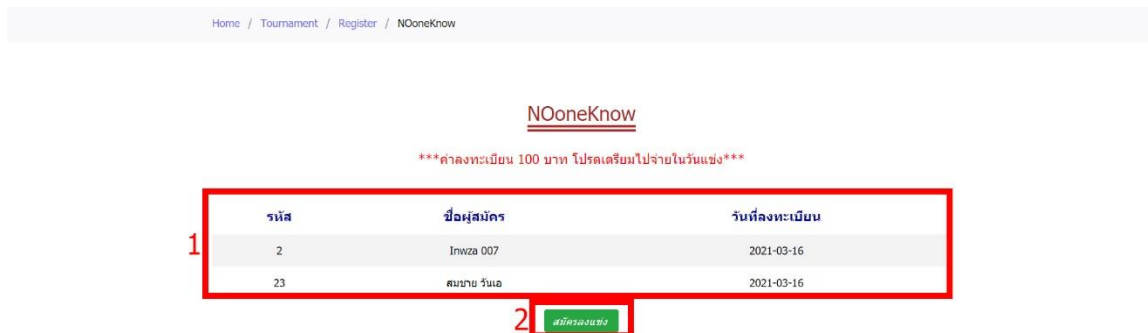 Home / Tournament / Register / NOoneKnow
NOoneKnow
***ค่าลงทะเบียน 100 บาท โปรดเตรียมไปจ่ายในวันแข่ง***
รหัส ชื่อผู้สมัคร วันที่ลงทะเบียน
1
2 Inwza 007 2021-03-16
23 สมชาย วันเอ 2021-03-16
2 สมัครลงแข่ง